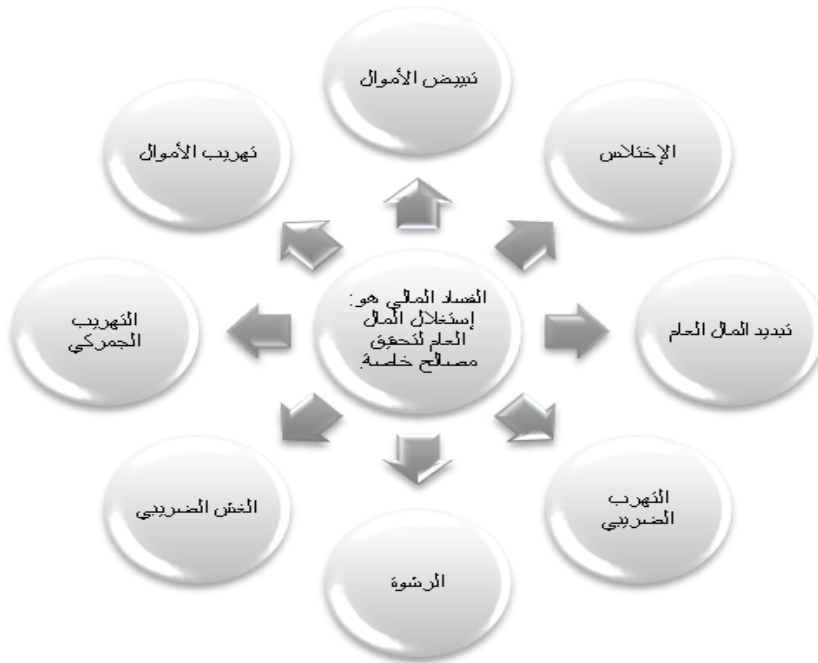 تبييض الأموال
الإختلاس
تبديد المال العام
التهرب
الضريبي
الرشوة
الغش الضريبي
التهريب
الجمركي
تهريب الأموال
الفساد المالي هو:
إستغلال المال
العام لتحقيق
مصالح خاصة.